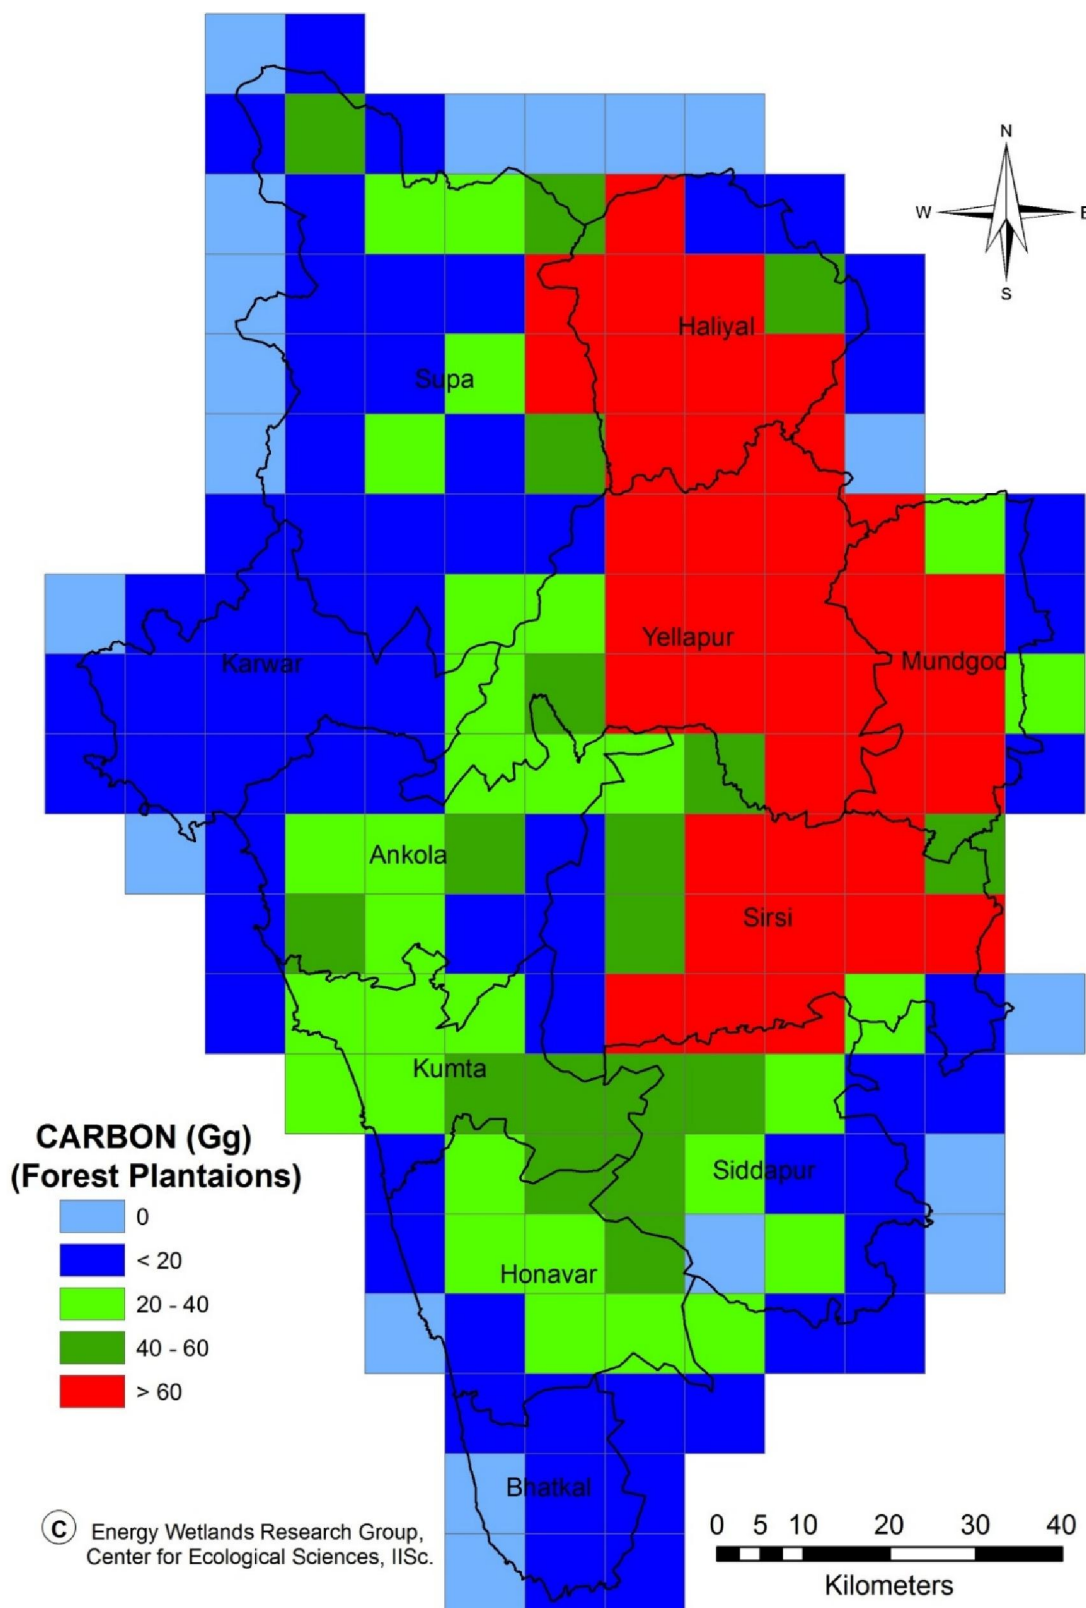 N
W E
S
Haliyal
Supa
Yellapur
Karwar
Mundgod
Ankola
Sirsi
Kumta
Siddapur
Honavar
Bhatkal
CARBON (Gg)
(Forest Plantaions)
0
< 20
20 - 40
40 - 60
> 60
C Energy Wetlands Research Group,
Center for Ecological Sciences, IISc.
0 5 10 20 30 40
Kilometers